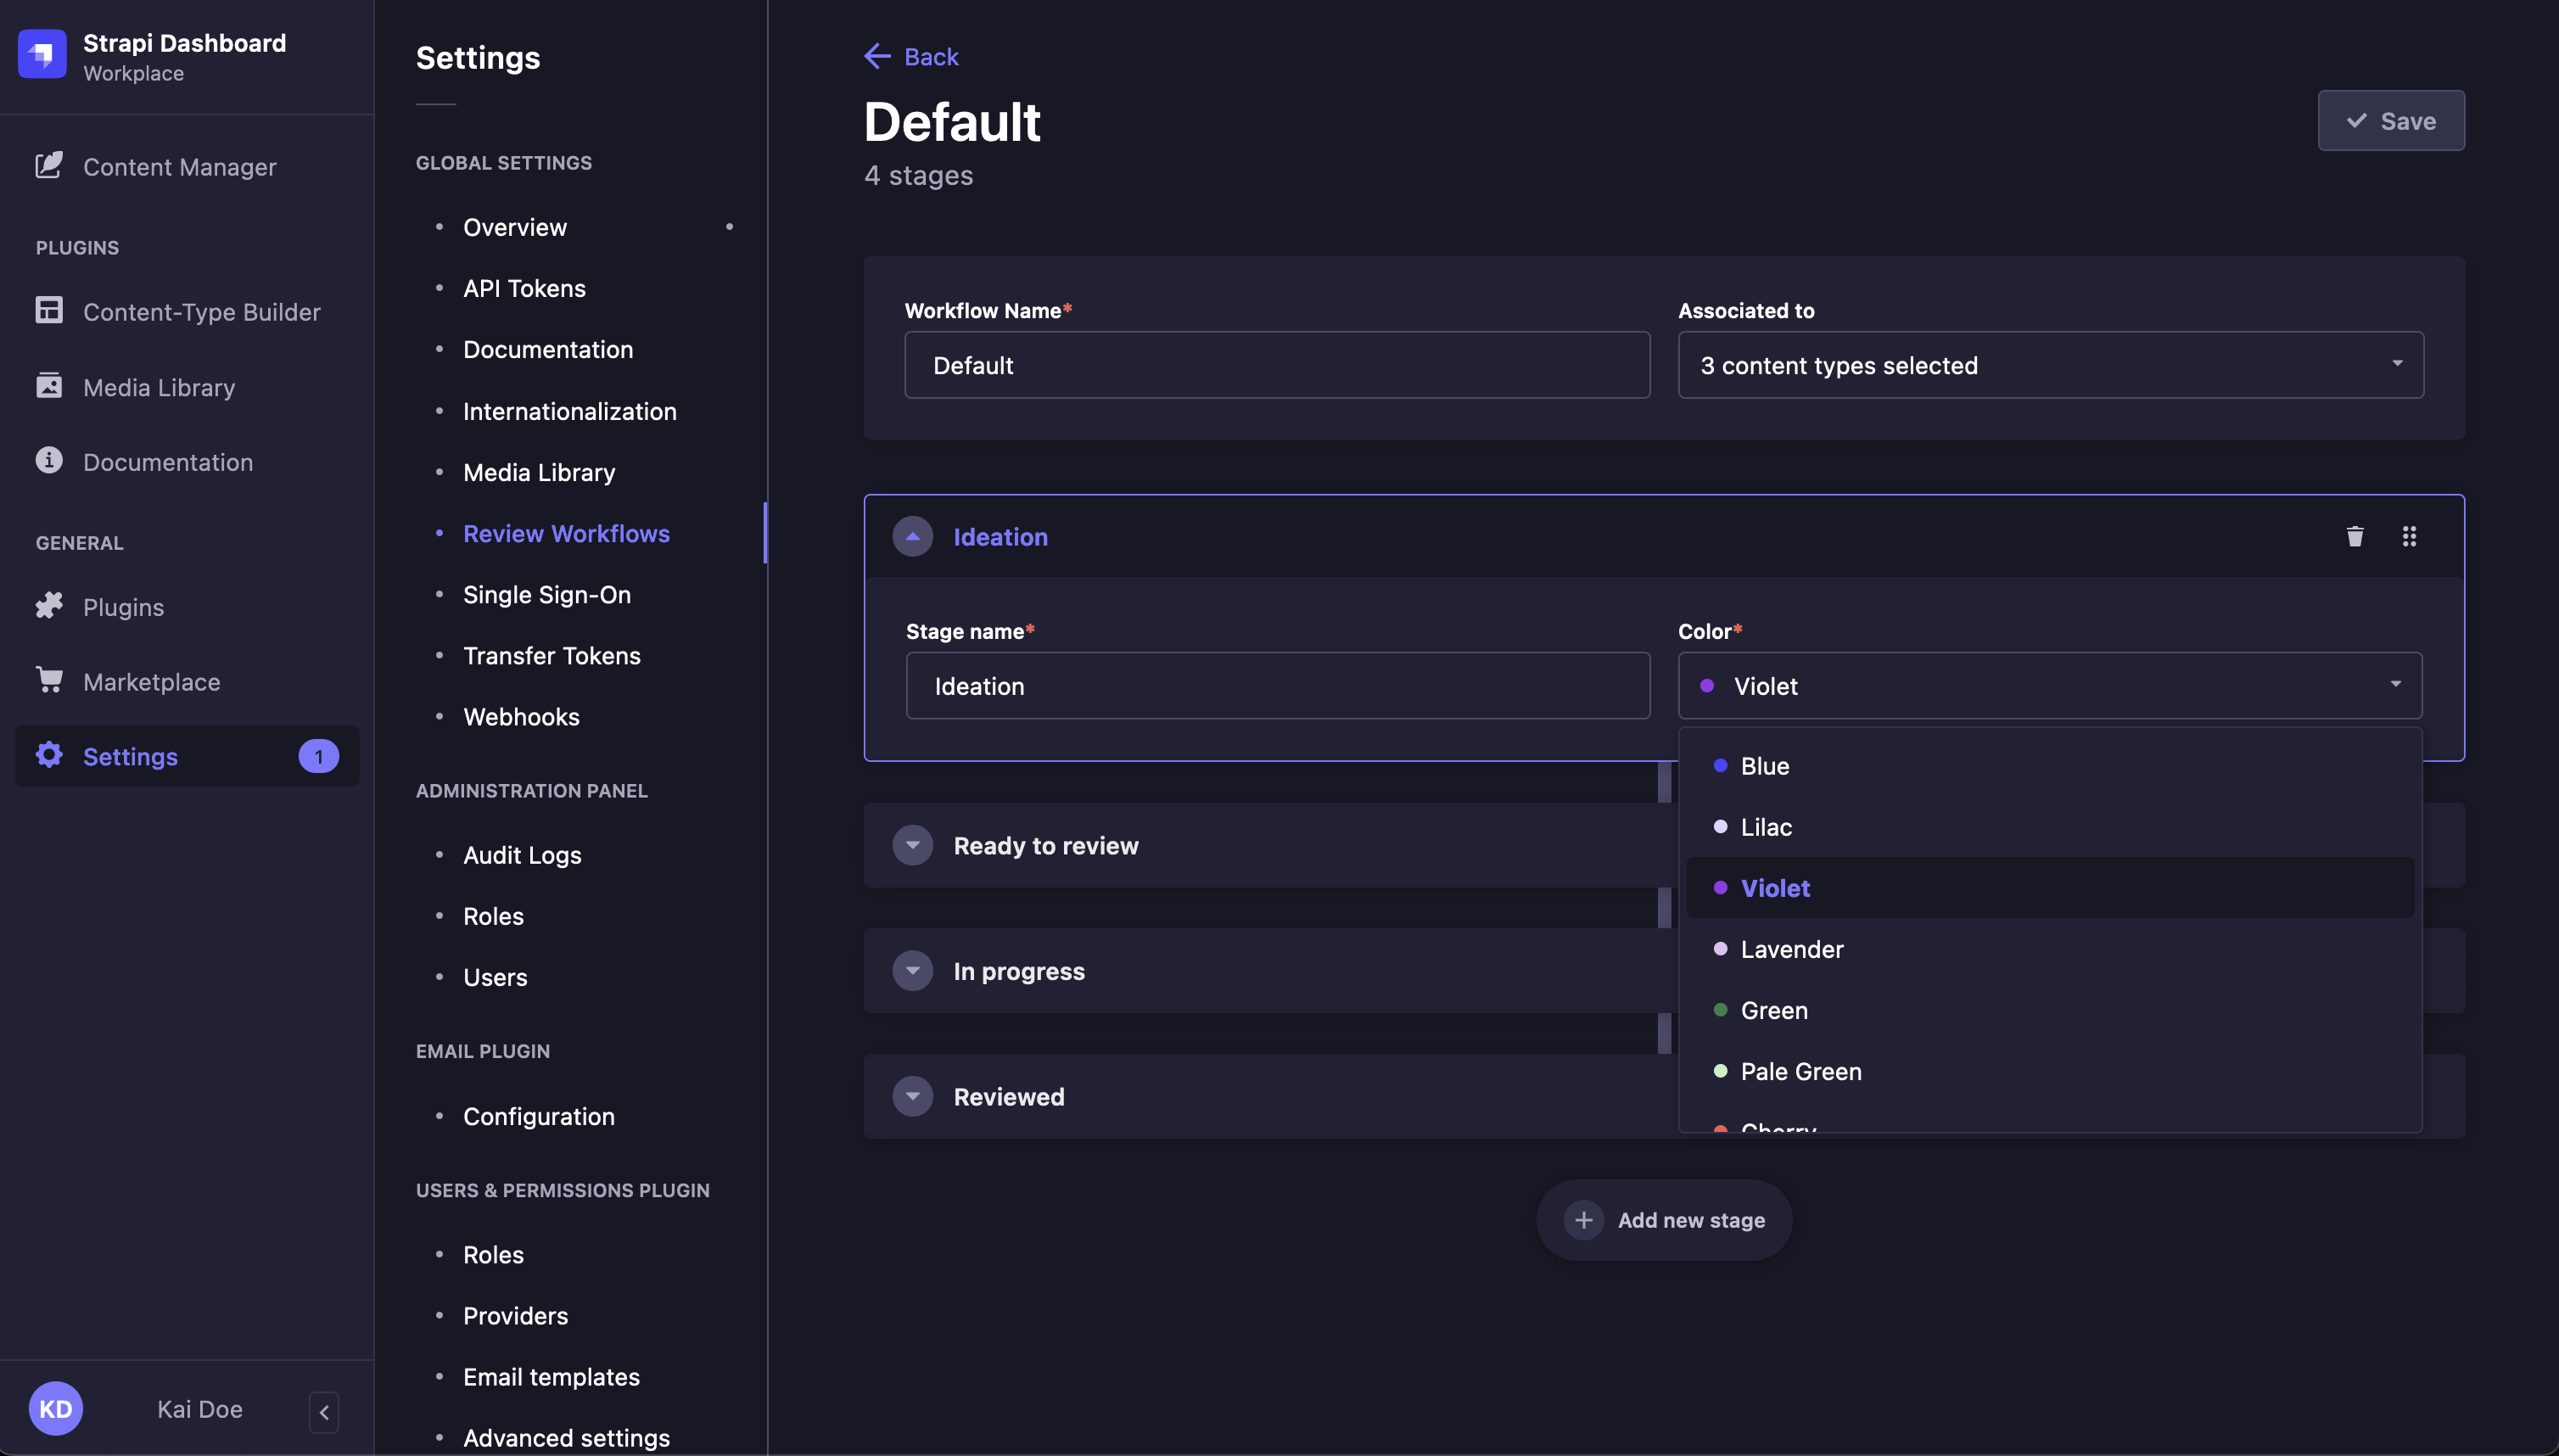 Strapi Dashboard
Workplace
Content Manager
PLUGINS
Content-Type Builder
Media Library
Documentation
GENERAL
Plugins
Marketplace
Settings
1
KD
Kai Doe
Settings
GLOBAL SETTINGS
Overview
API Tokens
Documentation
Internationalization
Media Library
Review Workflows
Single Sign-On
Transfer Tokens
Webhooks
ADMINISTRATION PANEL
Audit Logs
Roles
Users
EMAIL PLUGIN
Configuration
USERS & PERMISSIONS PLUGIN
Roles
Providers
Email templates
Advanced settings
Back
Default
4 stages
Save
Workflow Name*
Default
Associated to
3 content types selected
Ideation
Stage name*
Ideation
Color*
Violet
Blue
Lilac
Violet
Lavender
Green
Pale Green
Cherry
Ready to review
In progress
Reviewed
Add new stage